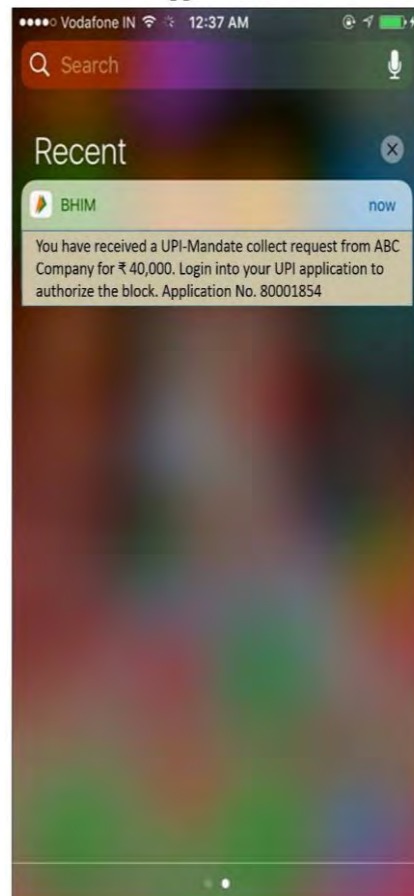 Vodafone IN 12:37 AM
Search
Recent
BHIM now
You have received a UPI-Mandate collect request from ABC
Company for ₹ 40,000. Login into your UPI application to
authorize the block. Application No. 80001854